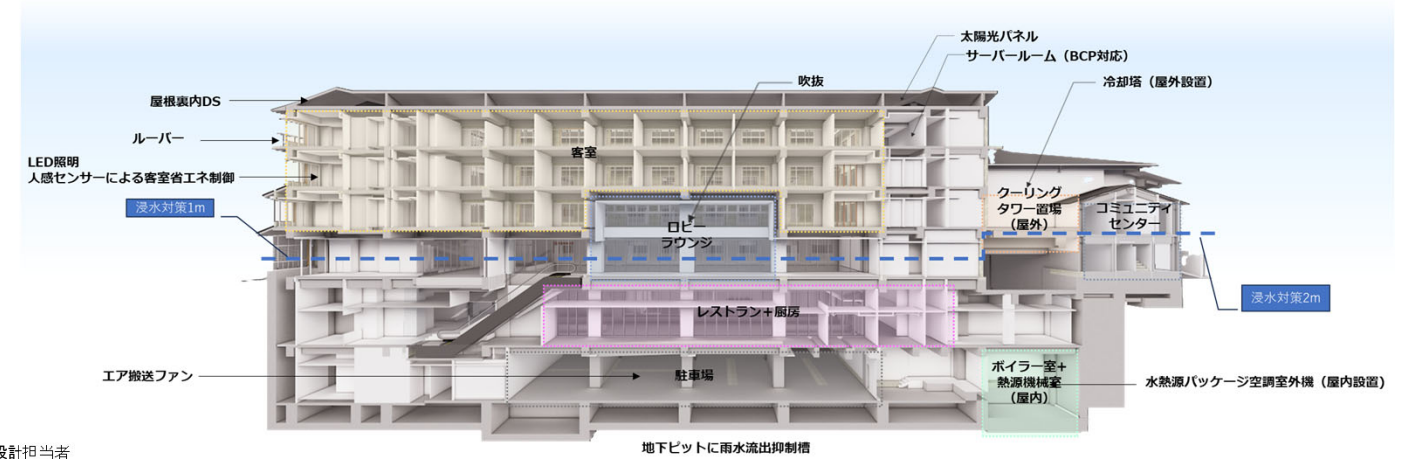 太陽光パネル
サーバールーム（BCP対応）
吹抜
冷却塔（屋外設置）
屋根裏内DS
ルーバー
客室
LED照明
人感センサーによる客室省エネ制御
浸水対策1m
クーリング
タワー置場
（屋外）
コミュニティ
センター
ロビー
ラウンジ
浸水対策2m
レストラン＋厨房
エア搬送ファン
駐車場
ボイラー室＋
熱源機械室
（屋内）
水熱源パッケージ空調室外機（屋内設置)
地下ピットに雨水流出抑制槽
設計担当者